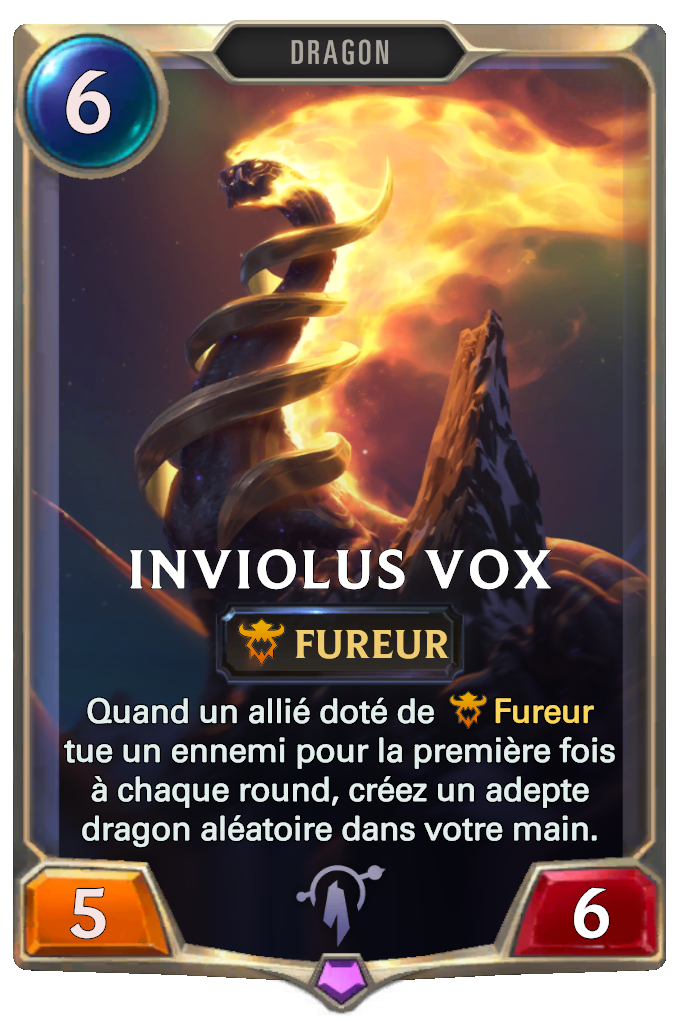 6
DRAGON
INVIOLUS VOX
FUREUR
Quand un allié doté de Fureur
tue un ennemi pour la première fois
à chaque round, créez un adepte
dragon aléatoire dans votre main.
5
6